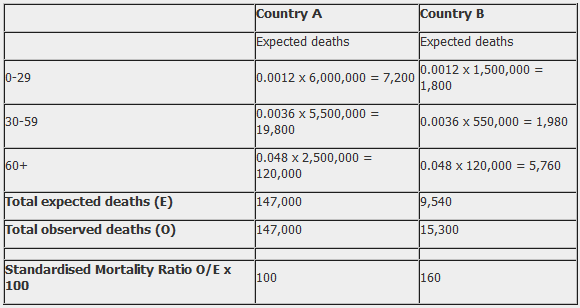 Country A Country B
Expected deaths Expected deaths
0-29 0.0012 x 6,000,000 = 7,200 0.0012 x 1,500,000 =
1,800
30-59 0.0036 x 5,500,000 =
19,800 0.0036 x 550,000 = 1,980
60+ 0.048 x 2,500,000 =
120,000 0.048 x 120,000 = 5,760
Total expected deaths (E) 147,000 9,540
Total observed deaths (O) 147,000 15,300
Standardised Mortality Ratio O/E x
100 100 160